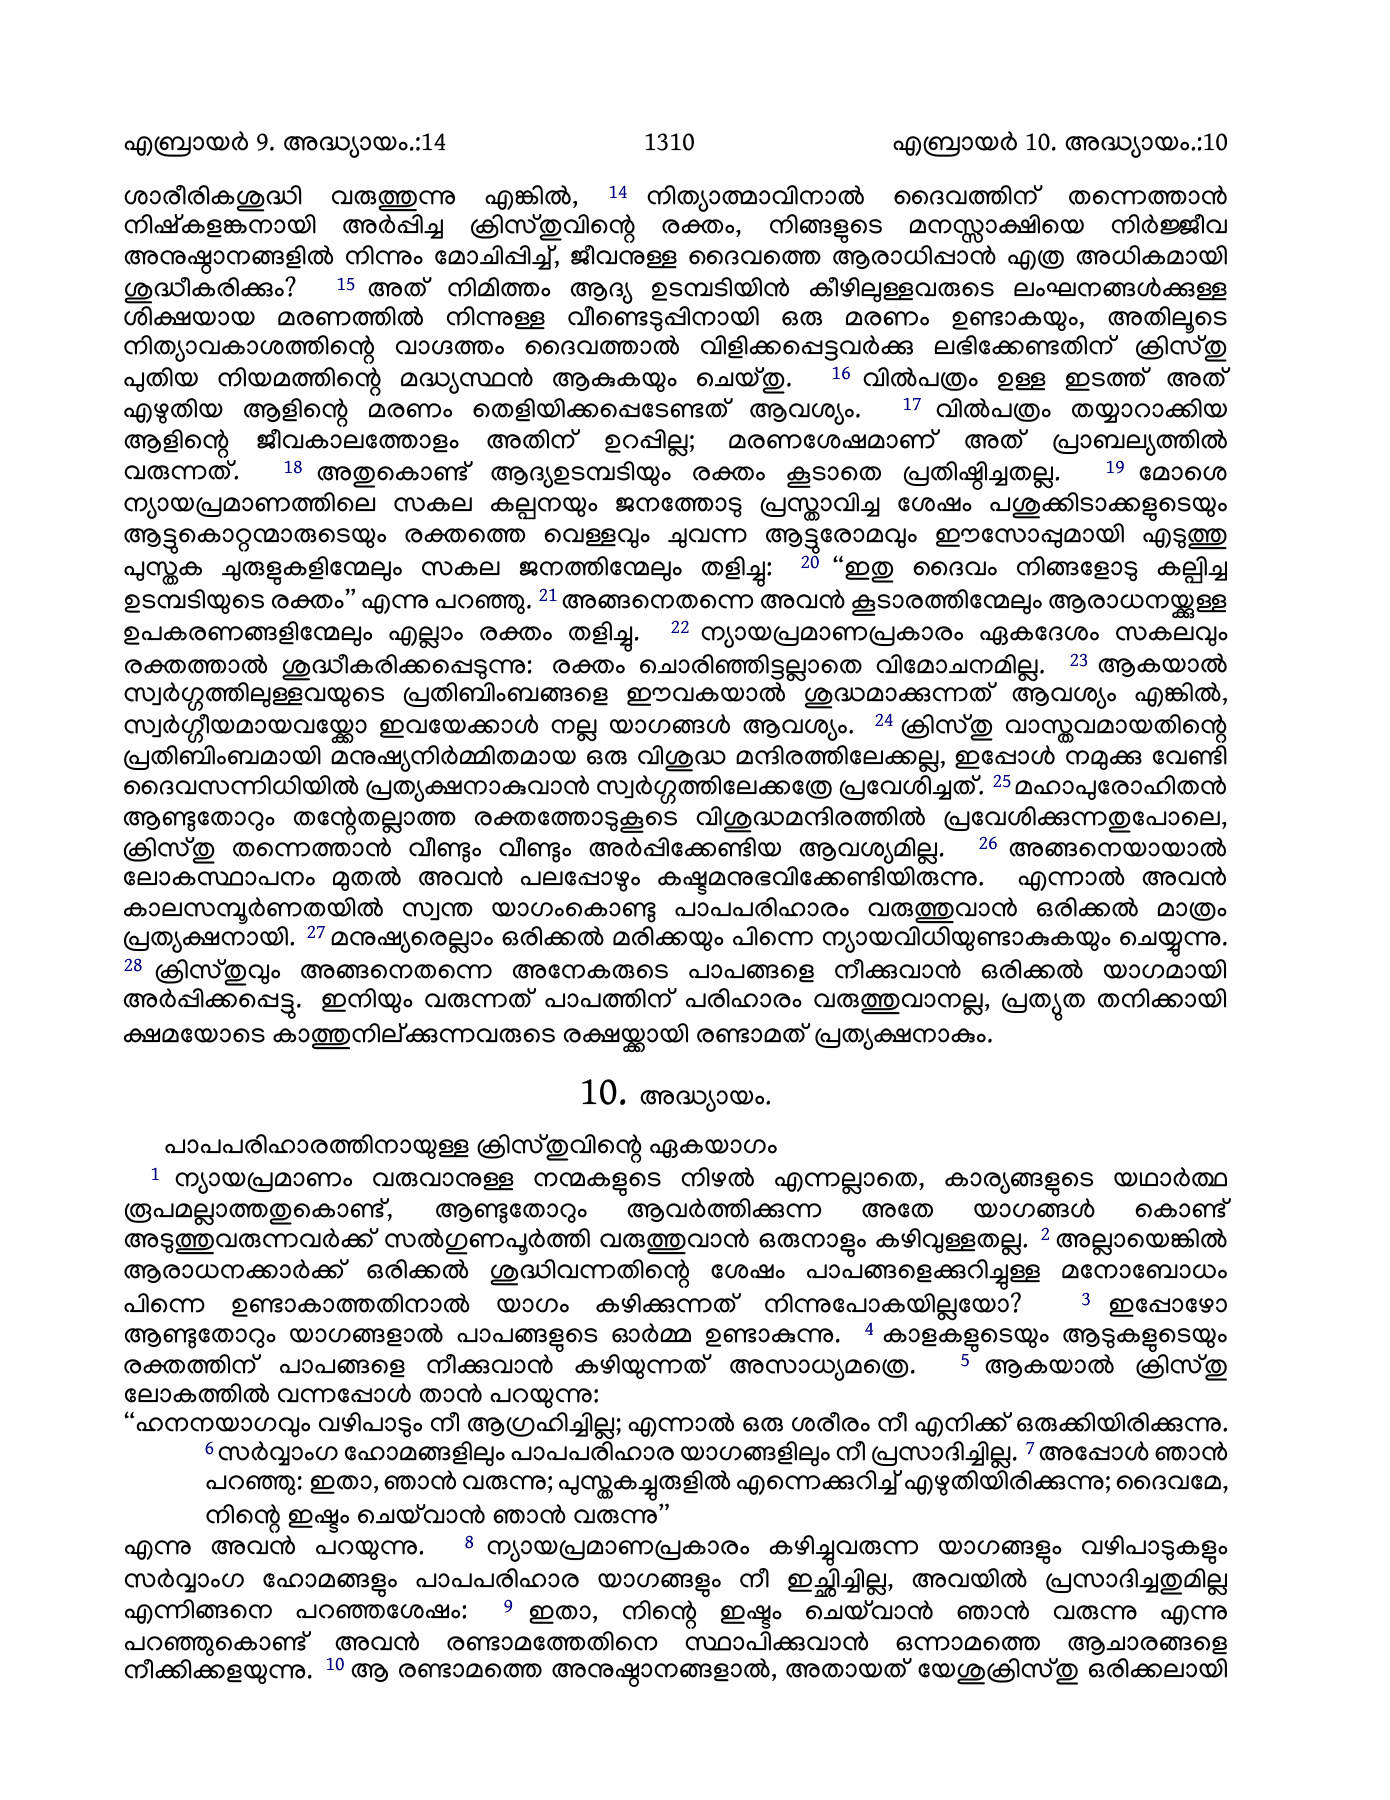 എബ്രായർ 9. അദ്ധ്യായം.:14 1310 എബ്രായർ 10. അദ്ധ്യായം.:10
ശാരീരികശുദ്ധി വരുത്തുന്നു എങ്കിൽ, 14 നിത്യാത്മാവിനാൽ ദൈവത്തിന് തന്നെത്താൻ
നിഷ്കളങ്കനായി അർപ്പിച്ച ക്രിസ്തുവിന്റെ രക്തം, നിങ്ങളുടെ മനസ്സാക്ഷിയെ നിർജ്ജീവ
അനുഷ്ഠാനങ്ങളിൽ നിന്നും മോചിപ്പിച്ച്, ജീവനുള്ള ദൈവത്തെ ആരാധിപ്പാൻ എത്ര അധികമായി
ശുദ്ധീകരിക്കും? 15 അത് നിമിത്തം ആദ്യ ഉടമ്പടിയിൻ കീഴിലുള്ളവരുടെ ലംഘനങ്ങൾക്കുള്ള
ശിക്ഷയായ മരണത്തിൽ നിന്നുള്ള വീണ്ടെടുപ്പിനായി ഒരു മരണം ഉണ്ടാകയും, അതിലൂടെ
നിത്യാവകാശത്തിന്റെ വാഗ്ദത്തം ദൈവത്താൽ വിളിക്കപ്പെട്ടവർക്കു ലഭിക്കേണ്ടതിന് ക്രിസ്തു
പുതിയ നിയമത്തിന്റെ മദ്ധ്യസ്ഥൻ ആകുകയും ചെയ്തു. 16 വിൽപത്രം ഉള്ള ഇടത്ത് അത്
എഴുതിയ ആളിന്റെ മരണം തെളിയിക്കപ്പെടേണ്ടത് ആവശ്യം. 17 വിൽപത്രം തയ്യാറാക്കിയ
ആളിന്റെ ജീവകാലത്തോളം അതിന് ഉറപ്പില്ല; മരണശേഷമാണ് അത് പ്രാബല്യത്തിൽ
വരുന്നത്. 18 അതുകൊണ്ട് ആദ്യഉടമ്പടിയും രക്തം കൂടാതെ പ്രതിഷ്ഠിച്ചതല്ല. 19 മോശെ
ന്യായപ്രമാണത്തിലെ സകല കല്പനയും ജനത്തോടു പ്രസ്താവിച്ച ശേഷം പശുക്കിടാക്കളുടെയും
ആട്ടുകൊറ്റന്മാരുടെയും രക്തത്തെ വെള്ളവും ചുവന്ന ആട്ടുരോമവും ഈസോപ്പുമായി എടുത്തു
പുസ്തക ചുരുളുകളിന്മേലും സകല ജനത്തിന്മേലും തളിച്ചു: 20 “ഇതു ദൈവം നിങ്ങളോടു കല്പിച്ച
ഉടമ്പടിയുടെ രക്തം” എന്നു പറഞ്ഞു. 21 അങ്ങനെതന്നെ അവൻ കൂടാരത്തിന്മേലും ആരാധനയ്ക്കുള്ള
ഉപകരണങ്ങളിന്മേലും എല്ലാം രക്തം തളിച്ചു. 22 ന്യായപ്രമാണപ്രകാരം ഏകദേശം സകലവും
രക്തത്താൽ ശുദ്ധീകരിക്കപ്പെടുന്നു: രക്തം ചൊരിഞ്ഞിട്ടല്ലാതെ വിമോചനമില്ല. 23 ആകയാൽ
സ്വർഗ്ഗത്തിലുള്ളവയുടെ പ്രതിബിംബങ്ങളെ ഈവകയാൽ ശുദ്ധമാക്കുന്നത് ആവശ്യം എങ്കിൽ,
സ്വർഗ്ഗീയമായവയ്ക്കോ ഇവയേക്കാൾ നല്ല യാഗങ്ങൾ ആവശ്യം. 24 ക്രിസ്തു വാസ്തവമായതിന്റെ
പ്രതിബിംബമായി മനുഷ്യനിർമ്മിതമായ ഒരു വിശുദ്ധ മന്ദിരത്തിലേക്കല്ല, ഇപ്പോൾ നമുക്കു വേണ്ടി
ദൈവസന്നിധിയിൽ പ്രത്യക്ഷനാകുവാൻ സ്വർഗ്ഗത്തിലേക്കത്രേ പ്രവേശിച്ചത്. 25 മഹാപുരോഹിതൻ
ആണ്ടുതോറും തന്റേതല്ലാത്ത രക്തത്തോടുകൂടെ വിശുദ്ധമന്ദിരത്തിൽ പ്രവേശിക്കുന്നതുപോലെ,
ക്രിസ്തു തന്നെത്താൻ വീണ്ടും വീണ്ടും അർപ്പിക്കേണ്ടിയ ആവശ്യമില്ല. 26 അങ്ങനെയായാൽ
ലോകസ്ഥാപനം മുതൽ അവൻ പലപ്പോഴും കഷ്ടമനുഭവിക്കേണ്ടിയിരുന്നു. എന്നാൽ അവൻ
കാലസമ്പൂർണതയിൽ സ്വന്ത യാഗംകൊണ്ടു പാപപരിഹാരം വരുത്തുവാൻ ഒരിക്കൽ മാത്രം
പ്രത്യക്ഷനായി. 27 മനുഷ്യരെല്ലാം ഒരിക്കൽ മരിക്കയും പിന്നെ ന്യായവിധിയുണ്ടാകുകയും ചെയ്യുന്നു.
28 ക്രിസ്തുവും അങ്ങനെതന്നെ അനേകരുടെ പാപങ്ങളെ നീക്കുവാൻ ഒരിക്കൽ യാഗമായി
അർപ്പിക്കപ്പെട്ടു. ഇനിയും വരുന്നത് പാപത്തിന് പരിഹാരം വരുത്തുവാനല്ല, പ്രത്യുത തനിക്കായി
ക്ഷമയോടെ കാത്തുനില്ക്കുന്നവരുടെ രക്ഷയ്ക്കായി രണ്ടാമത് പ്രത്യക്ഷനാകും.
10. അദ്ധ്യായം.
പാപപരിഹാരത്തിനായുള്ള ക്രിസ്തുവിന്റെ ഏകയാഗം
1 ന്യായപ്രമാണം വരുവാനുള്ള നന്മകളുടെ നിഴൽ എന്നല്ലാതെ, കാര്യങ്ങളുടെ യഥാർത്ഥ
രൂപമല്ലാത്തതുകൊണ്ട്, ആണ്ടുതോറും ആവർത്തിക്കുന്ന അതേ യാഗങ്ങൾ കൊണ്ട്
അടുത്തുവരുന്നവർക്ക് സൽഗുണപൂർത്തി വരുത്തുവാൻ ഒരുനാളും കഴിവുള്ളതല്ല. 2 അല്ലായെങ്കിൽ
ആരാധനക്കാർക്ക് ഒരിക്കൽ ശുദ്ധിവന്നതിന്റെ ശേഷം പാപങ്ങളെക്കുറിച്ചുള്ള മനോബോധം
പിന്നെ ഉണ്ടാകാത്തതിനാൽ യാഗം കഴിക്കുന്നത് നിന്നുപോകയില്ലയോ? 3 ഇപ്പോഴോ
ആണ്ടുതോറും യാഗങ്ങളാൽ പാപങ്ങളുടെ ഓർമ്മ ഉണ്ടാകുന്നു. 4 കാളകളുടെയും ആടുകളുടെയും
രക്തത്തിന് പാപങ്ങളെ നീക്കുവാൻ കഴിയുന്നത് അസാധ്യമത്രെ. 5 ആകയാൽ ക്രിസ്തു
ലോകത്തിൽ വന്നപ്പോൾ താൻ പറയുന്നു:
“ഹനനയാഗവും വഴിപാടും നീ ആഗ്രഹിച്ചില്ല; എന്നാൽ ഒരു ശരീരം നീ എനിക്ക് ഒരുക്കിയിരിക്കുന്നു.
6 സർവ്വാംഗ ഹോമങ്ങളിലും പാപപരിഹാര യാഗങ്ങളിലും നീ പ്രസാദിച്ചില്ല. 7 അപ്പോൾ ഞാൻ
പറഞ്ഞു: ഇതാ, ഞാൻ വരുന്നു; പുസ്തകച്ചുരുളിൽ എന്നെക്കുറിച്ച് എഴുതിയിരിക്കുന്നു; ദൈവമേ,
നിന്റെ ഇഷ്ടം ചെയ്‌വാൻ ഞാൻ വരുന്നു”
എന്നു അവൻ പറയുന്നു. 8 ന്യായപ്രമാണപ്രകാരം കഴിച്ചുവരുന്ന യാഗങ്ങളും വഴിപാടുകളും
സർവ്വാംഗ ഹോമങ്ങളും പാപപരിഹാര യാഗങ്ങളും നീ ഇച്ഛിച്ചില്ല, അവയിൽ പ്രസാദിച്ചതുമില്ല
എന്നിങ്ങനെ പറഞ്ഞശേഷം: 9 ഇതാ, നിന്റെ ഇഷ്ടം ചെയ്‌വാൻ ഞാൻ വരുന്നു എന്നു
പറഞ്ഞുകൊണ്ട് അവൻ രണ്ടാമത്തേതിനെ സ്ഥാപിക്കുവാൻ ഒന്നാമത്തെ ആചാരങ്ങളെ
നീക്കിക്കളയുന്നു. 10 ആ രണ്ടാമത്തെ അനുഷ്ഠാനങ്ങളാൽ, അതായത് യേശുക്രിസ്തു ഒരിക്കലായി